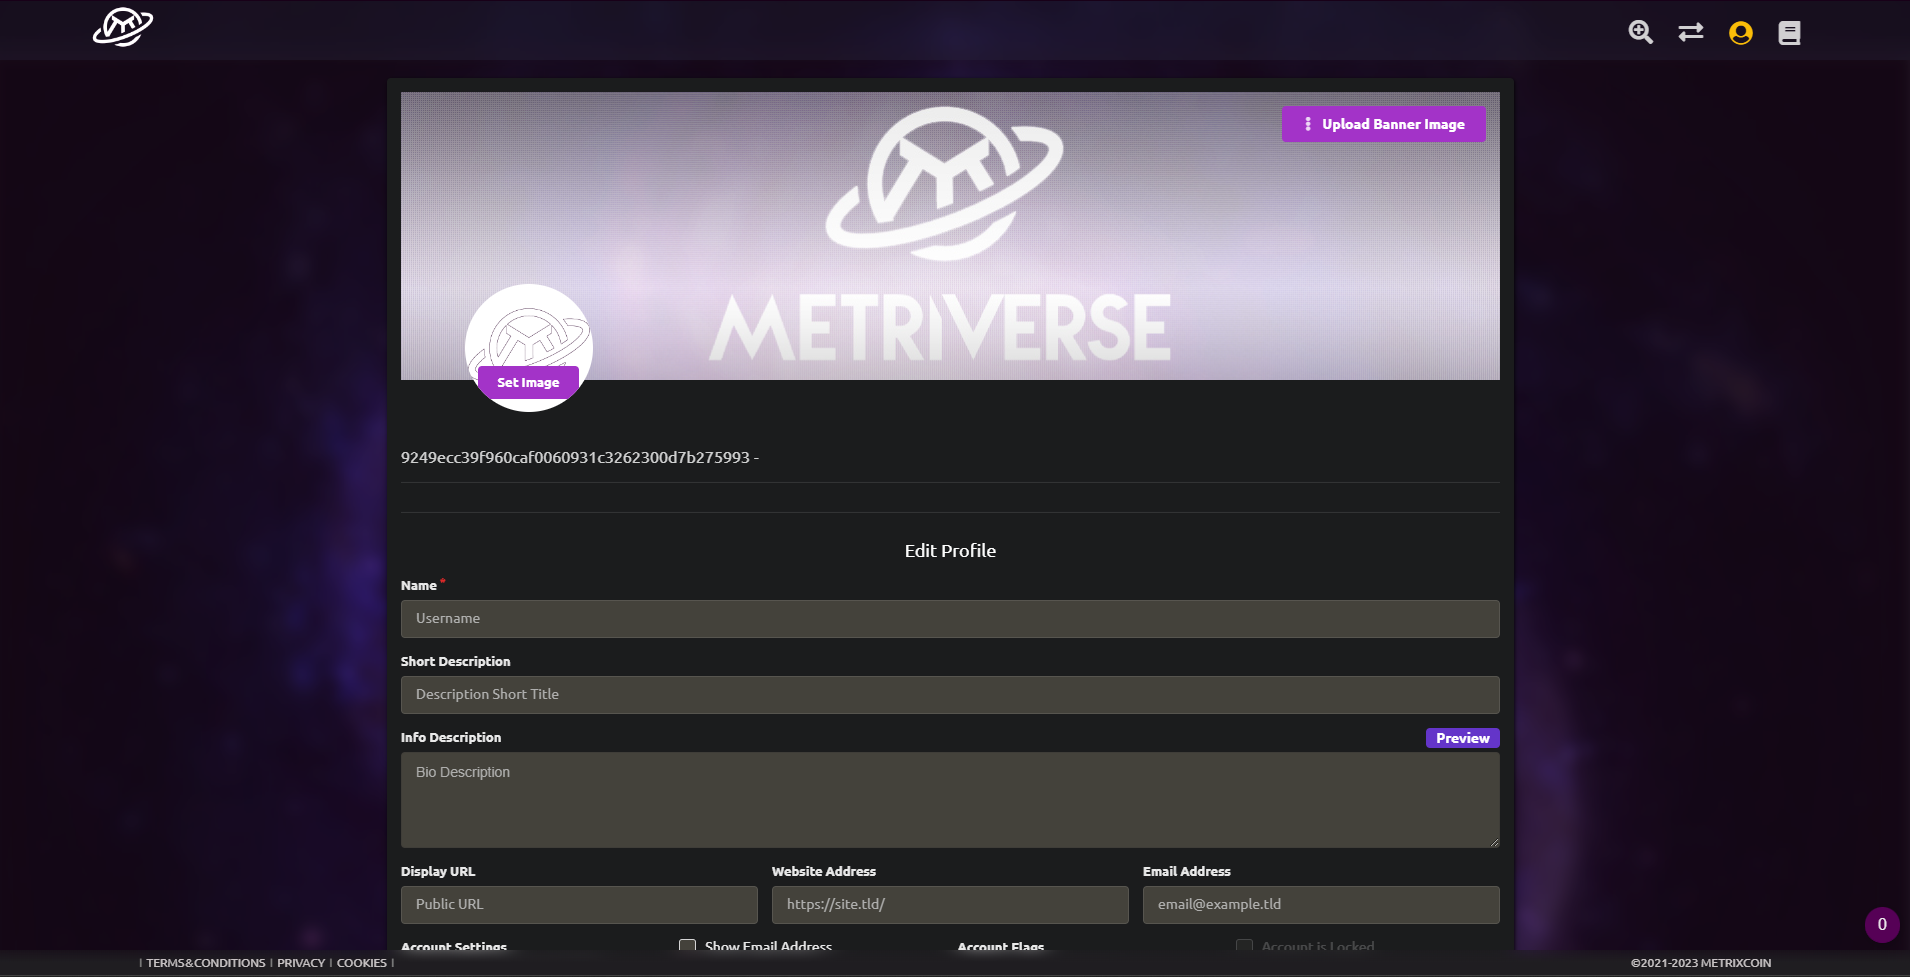 Upload Banner Image
METRIVERSE
Set Image
9249ecc39f960caf0060931c3262300d7b275993 -
Edit Profile
Name *
Username
Short Description
Description Short Title
Info Description
Preview
Bio Description
Display URL
Website Address
Email Address
Public URL
https://site.tld/
email@example.tld
Account Settings
Show Email Address
Account Flags
Account is Locked
0
| TERMS&CONDITIONS | PRIVACY | COOKIES |
©2021-2023 METRIXCOIN